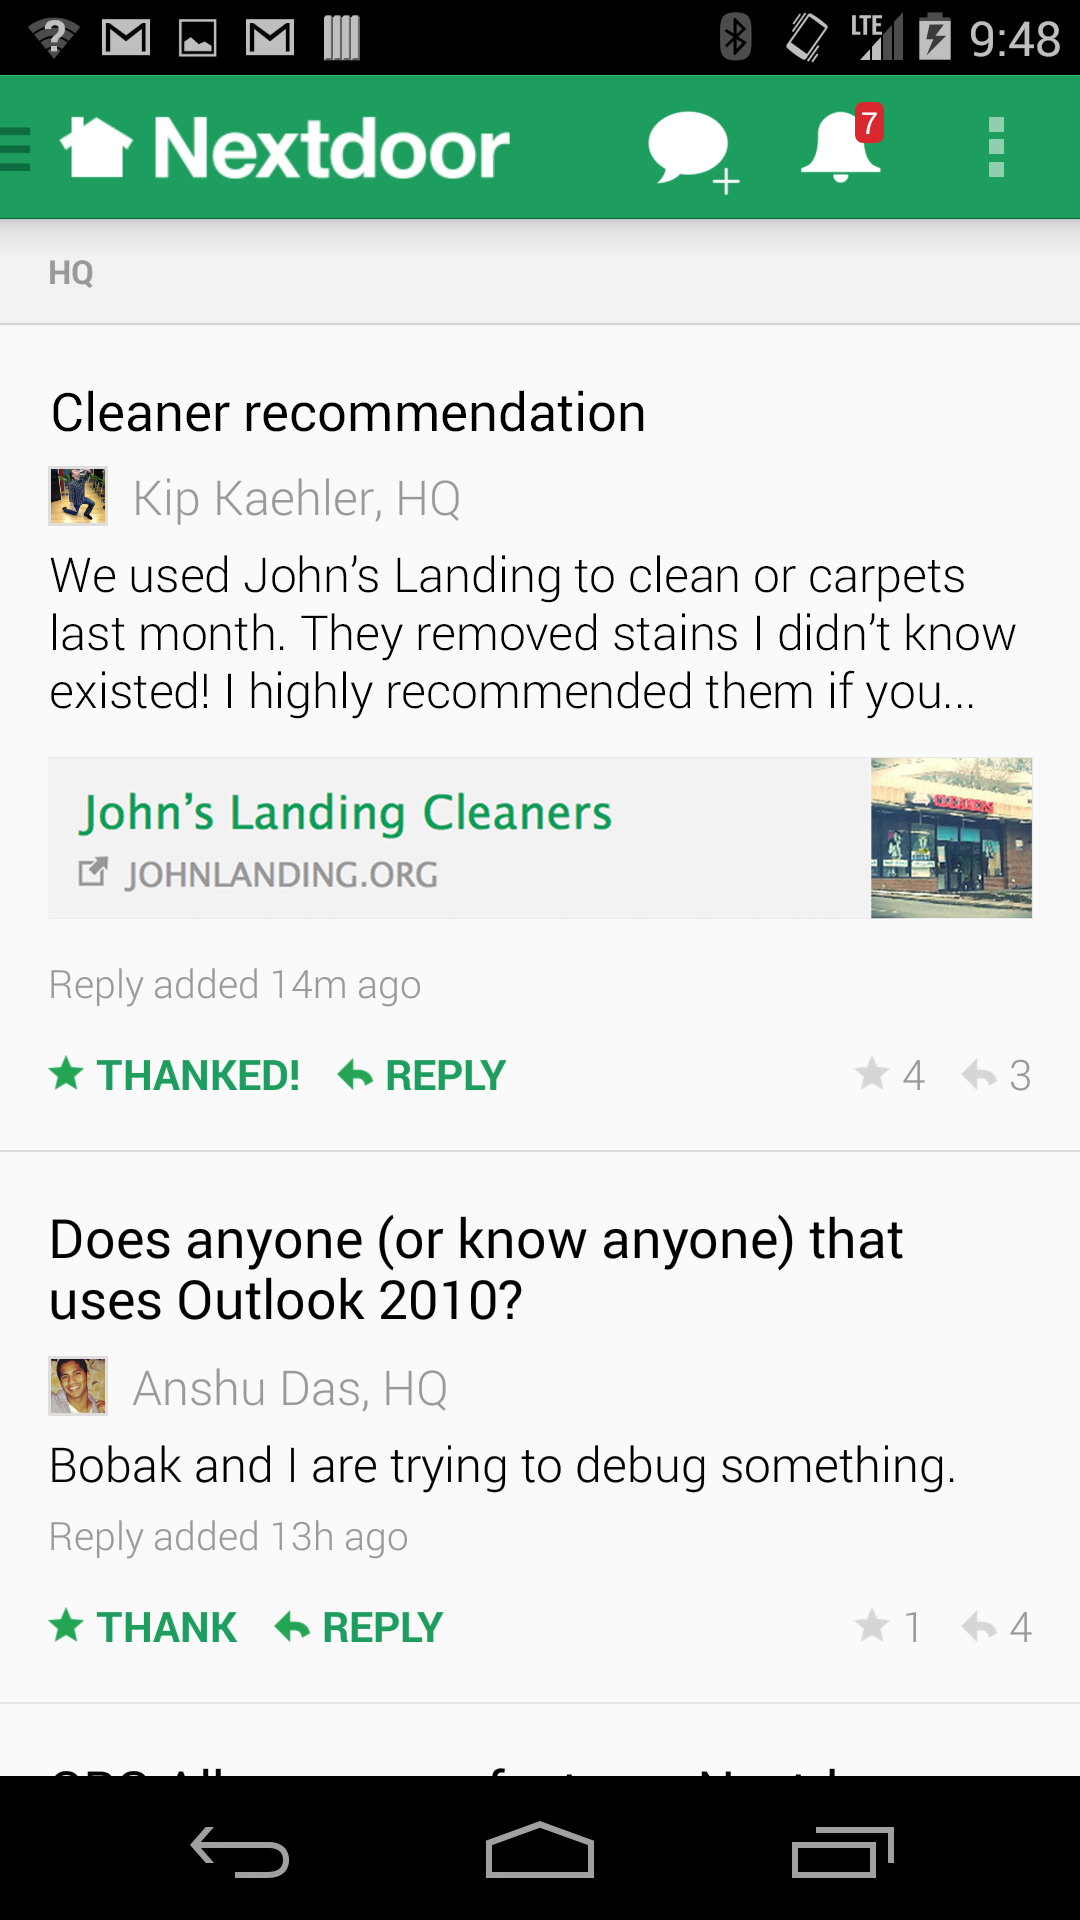 LTE 9:48
Nextdoor 7
HQ
Cleaner recommendation
Kip Kaehler, HQ
We used John’s Landing to clean or carpets
last month. They removed stains I didn’t know
existed! I highly recommended them if you...
John’s Landing Cleaners
JOHNLANDING.ORG
CLEANERS
Reply added 14m ago
THANKED! REPLY 4 3
Does anyone (or know anyone) that
uses Outlook 2010?
Anshu Das, HQ
Bobak and I are trying to debug something.
Reply added 13h ago
THANK REPLY 1 4